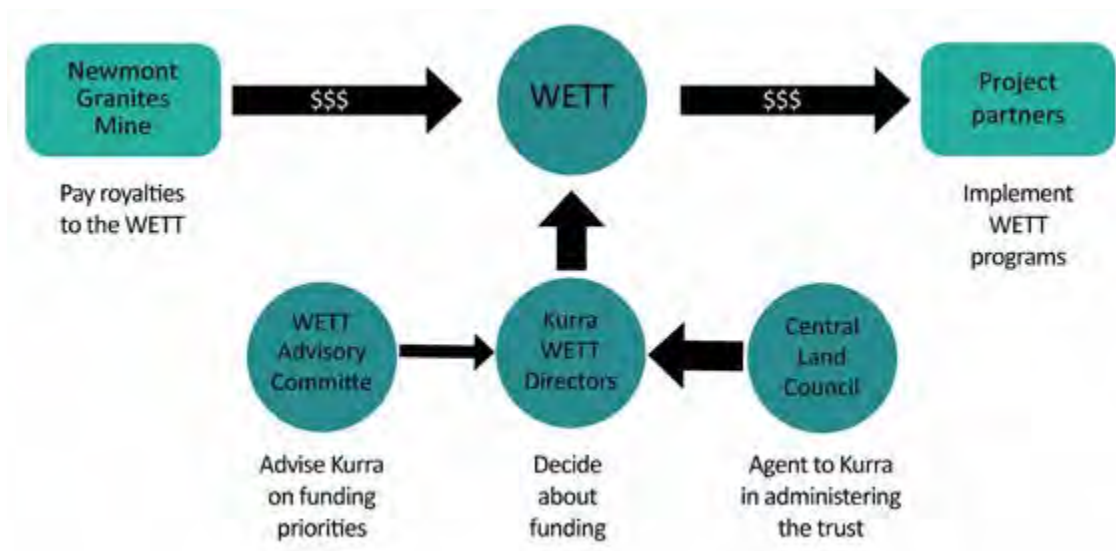 Newmont
Granites
Mine
$$$
WETT
$$$
Project
partners
Pay royalties
to the WETT
Implement
WETT
programs
WETT
Advisory
Committe
Kurra
WETT
Directors
Central
Land
Council
Advise Kurra
on funding
priorities
Decide
about
funding
Agent to Kurra
in administering
the trust